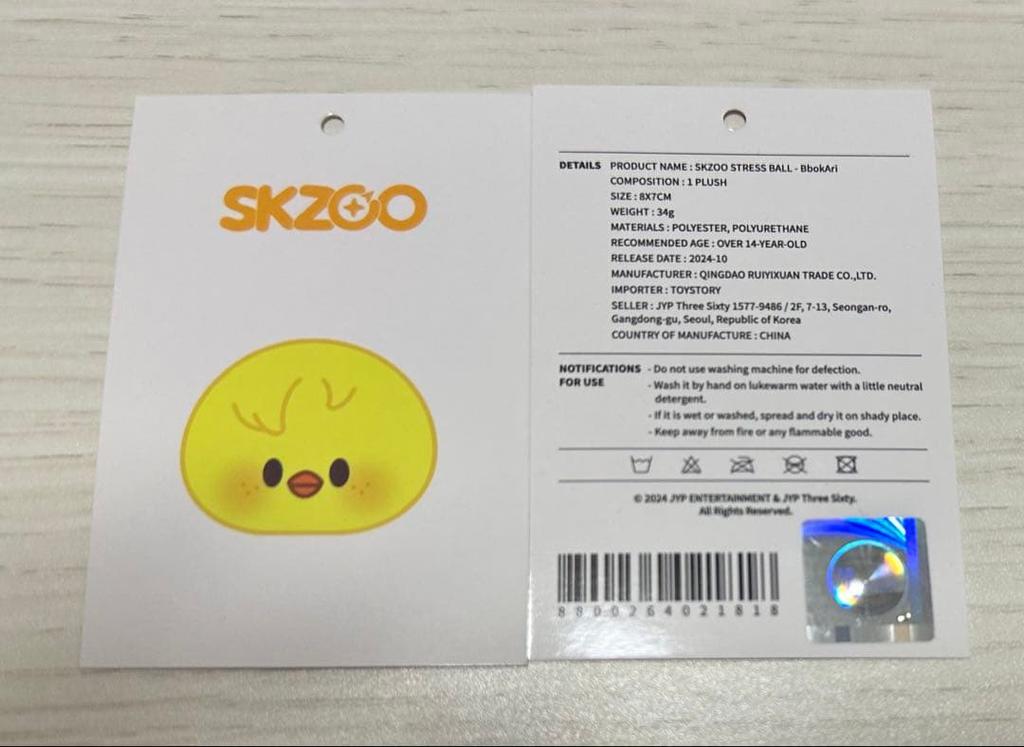 SKZOO
DETAILS PRODUCT NAME : SKZOO STRESS BALL - BbokAri
COMPOSITION : 1 PLUSH
SIZE : 8X7CM
WEIGHT : 34g
MATERIALS : POLYESTER, POLYURETHANE
RECOMMENDED AGE : OVER 14-YEAR-OLD
RELEASE DATE : 2024-10
MANUFACTURER : QINGDAO RUIYIXUAN TRADE CO.,LTD.
IMPORTER : TOYSTORY
SELLER : JYP Three Sixty 1577-9486 / 2F, 7-13, Seongan-ro,
Gangdong-gu, Seoul, Republic of Korea
COUNTRY OF MANUFACTURE : CHINA
NOTIFICATIONS - Do not use washing machine for defection.
FOR USE - Wash it by hand on lukewarm water with a little neutral
detergent.
- If it is wet or washed, spread and dry it on shady place.
- Keep away from fire or any flammable good.
© 2024 JYP ENTERTAINMENT & JYP Three Sixty.
All Rights Reserved.
8800264021818